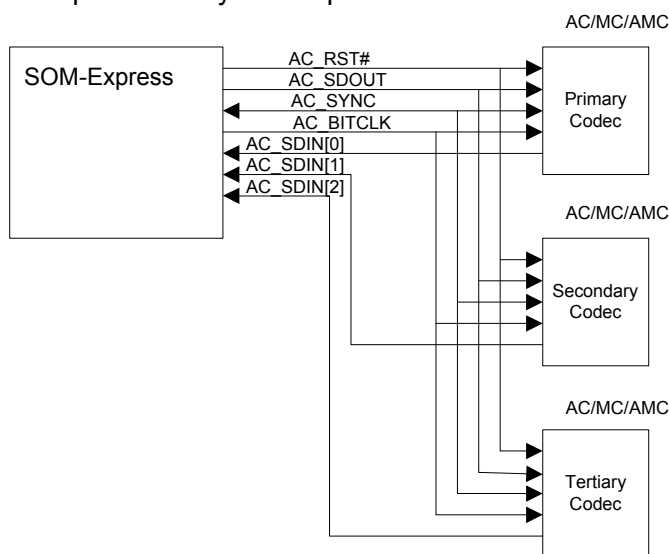 AC/MC/AMC
SOM-Express
AC_RST#
AC_SDOUT
AC_SYNC
AC_BITCLK
AC_SDIN[0]
AC_SDIN[1]
AC_SDIN[2]
Primary
Codec
AC/MC/AMC
Secondary
Codec
AC/MC/AMC
Tertiary
Codec